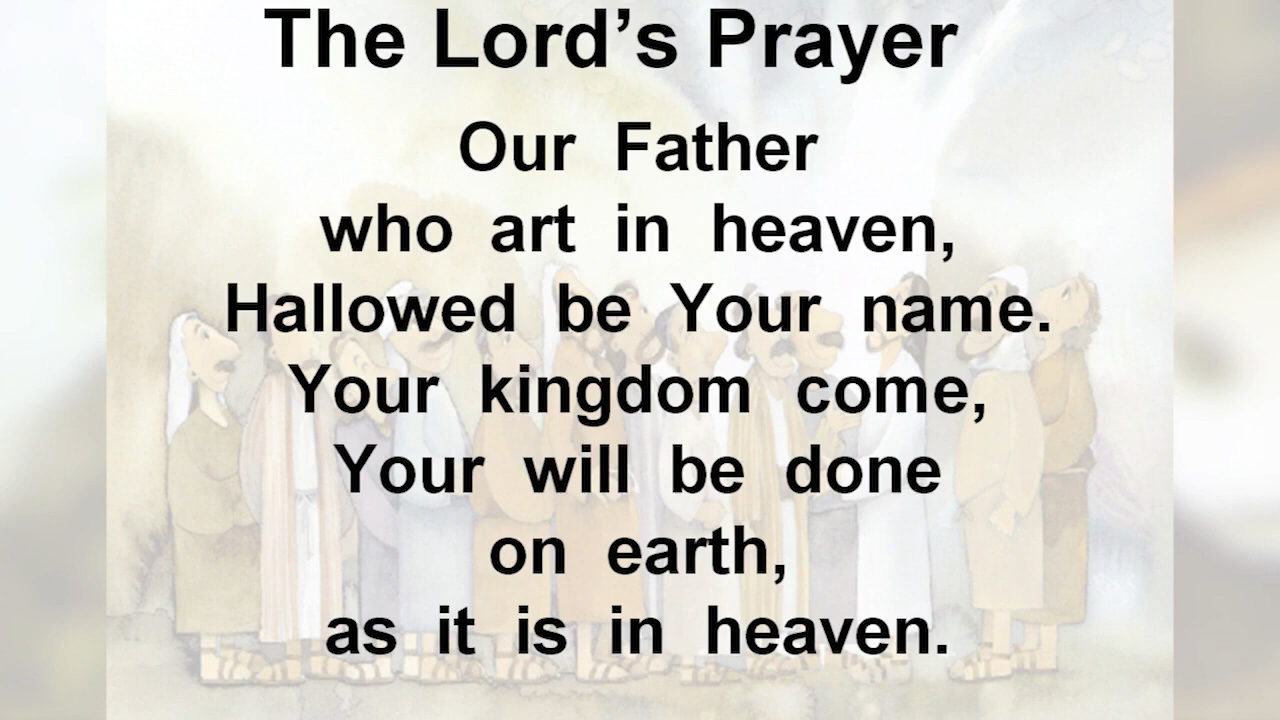 The Lord’s Prayer
Our Father
who art in heaven,
Hallowed be Your name.
Your kingdom come,
Your will be done
on earth,
as it is in heaven.